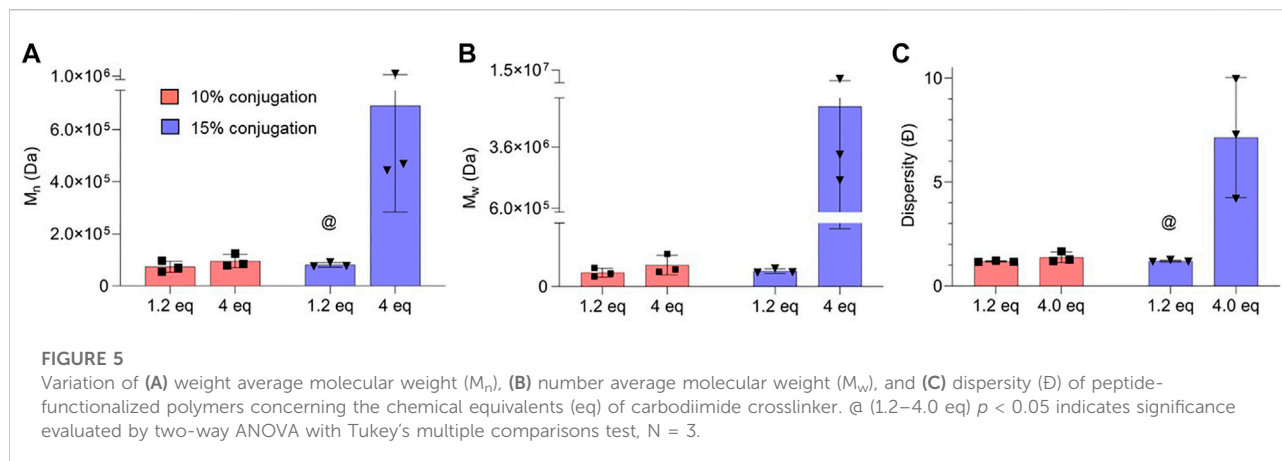 A
Mₙ (Da)
1.0×10⁶
6.0×10⁵
4.0×10⁵
2.0×10⁵
0
10% conjugation
15% conjugation
@
1.2 eq 4 eq 1.2 eq 4 eq
B
M_w (Da)
1.5×10⁷
3.6×10⁶
6.0×10⁵
0
1.2 eq 4 eq 1.2 eq 4 eq
C
Dispersity (Đ)
10
5
0
@
1.2 eq 4.0 eq 1.2 eq 4.0 eq
FIGURE 5
Variation of (A) weight average molecular weight (Mₙ), (B) number average molecular weight (M_w), and (C) dispersity (Đ) of peptide-
functionalized polymers concerning the chemical equivalents (eq) of carbodiimide crosslinker. @ (1.2–4.0 eq) p < 0.05 indicates significance
evaluated by two-way ANOVA with Tukey’s multiple comparisons test, N = 3.